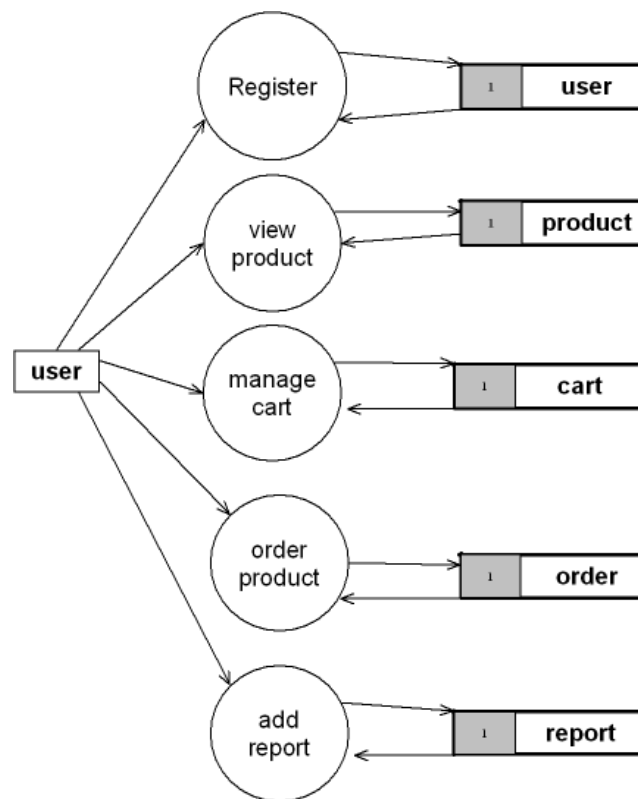 Register
1 user
view
product
1 product
user
manage
cart
1 cart
order
product
1 order
add
report
1 report